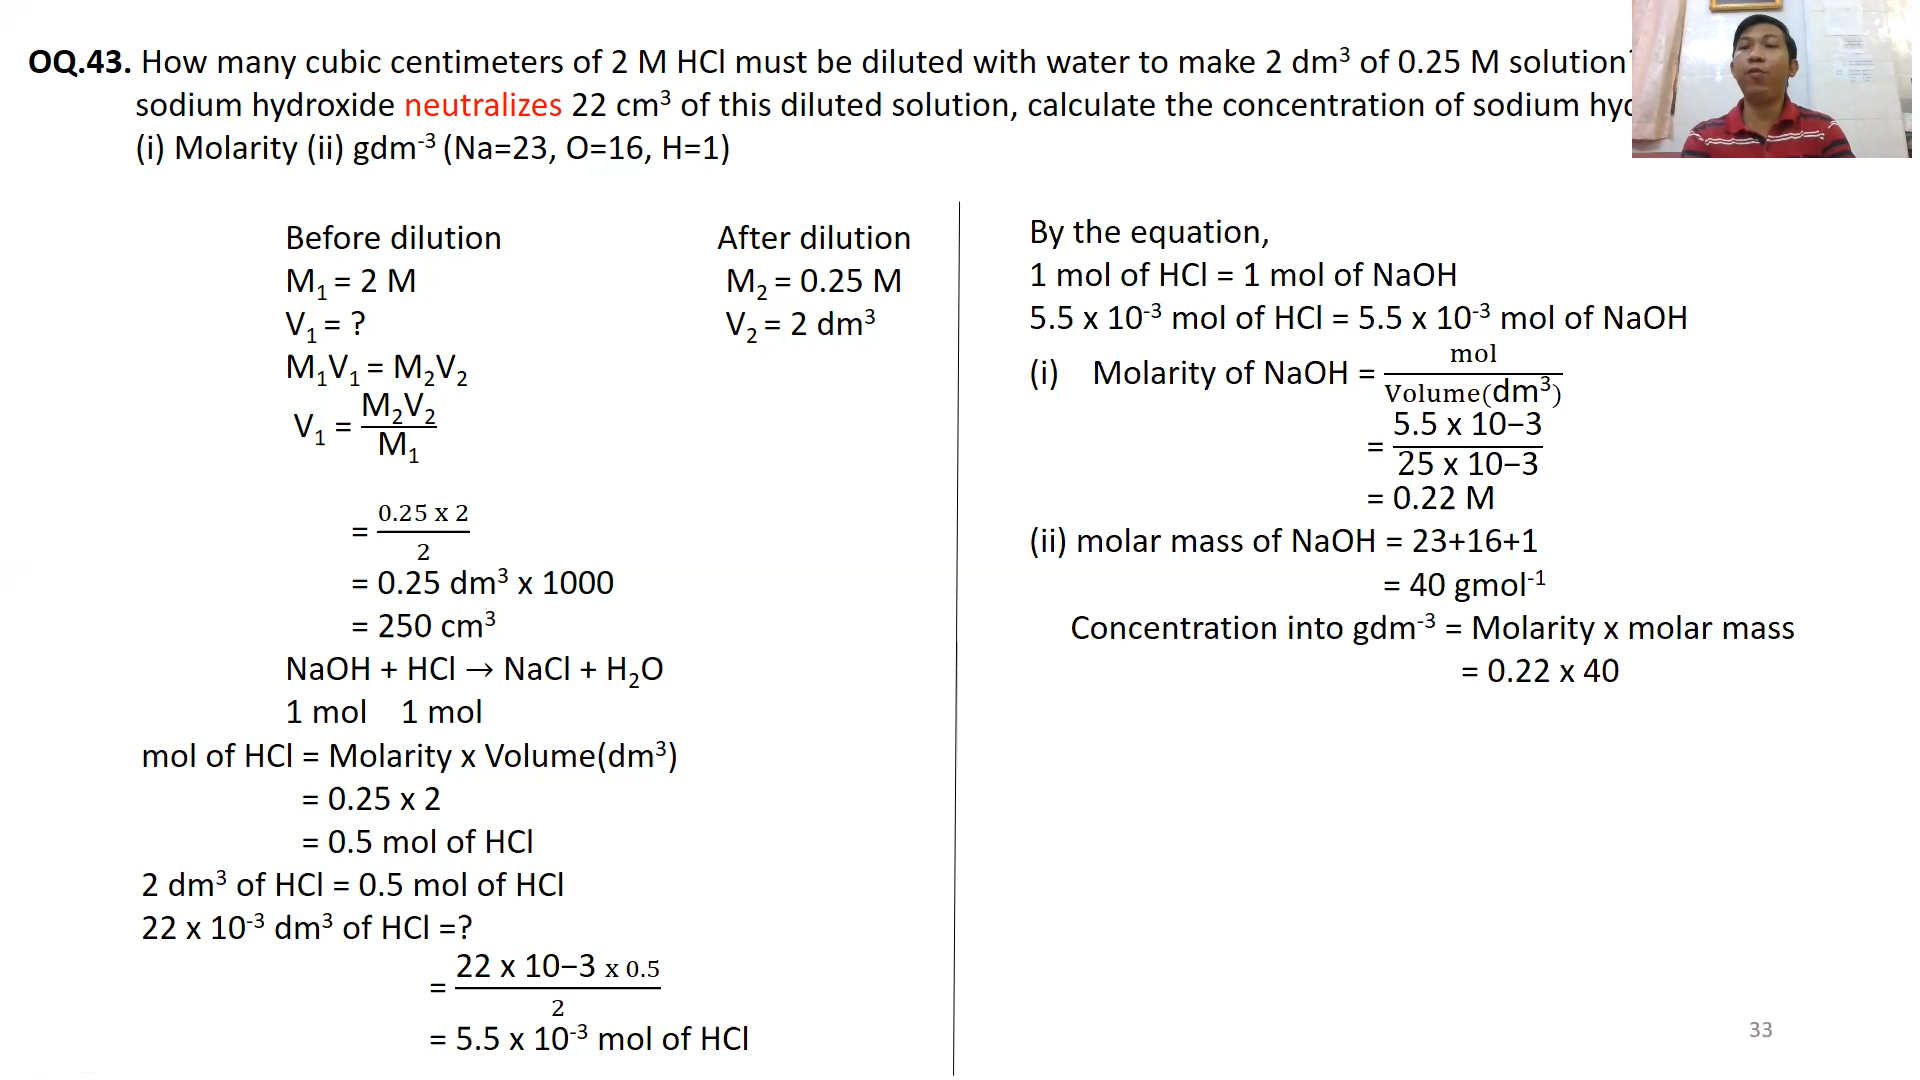 OQ.43. How many cubic centimeters of 2 M HCl must be diluted with water to make 2 dm³ of 0.25 M solution
sodium hydroxide neutralizes 22 cm³ of this diluted solution, calculate the concentration of sodium
(i) Molarity (ii) gdm⁻³ (Na=23, O=16, H=1)
Before dilution After dilution
M₁ = 2 M M₂ = 0.25 M
V₁ = ? V₂ = 2 dm³
M₁V₁ = M₂V₂
V₁ = M₂V₂ / M₁
= 0.25 x 2 / 2
= 0.25 dm³ x 1000
= 250 cm³
NaOH + HCl → NaCl + H₂O
1 mol 1 mol
mol of HCl = Molarity x Volume(dm³)
= 0.25 x 2
= 0.5 mol of HCl
2 dm³ of HCl = 0.5 mol of HCl
22 x 10⁻³ dm³ of HCl =?
= 22 x 10−3 x 0.5 / 2
= 5.5 x 10⁻³ mol of HCl
By the equation,
1 mol of HCl = 1 mol of NaOH
5.5 x 10⁻³ mol of HCl = 5.5 x 10⁻³ mol of NaOH
(i) Molarity of NaOH = mol / Volume(dm³)
= 5.5 x 10−3 / 25 x 10−3
= 0.22 M
(ii) molar mass of NaOH = 23+16+1
= 40 gmol⁻¹
Concentration into gdm⁻³ = Molarity x molar mass
= 0.22 x 40
33